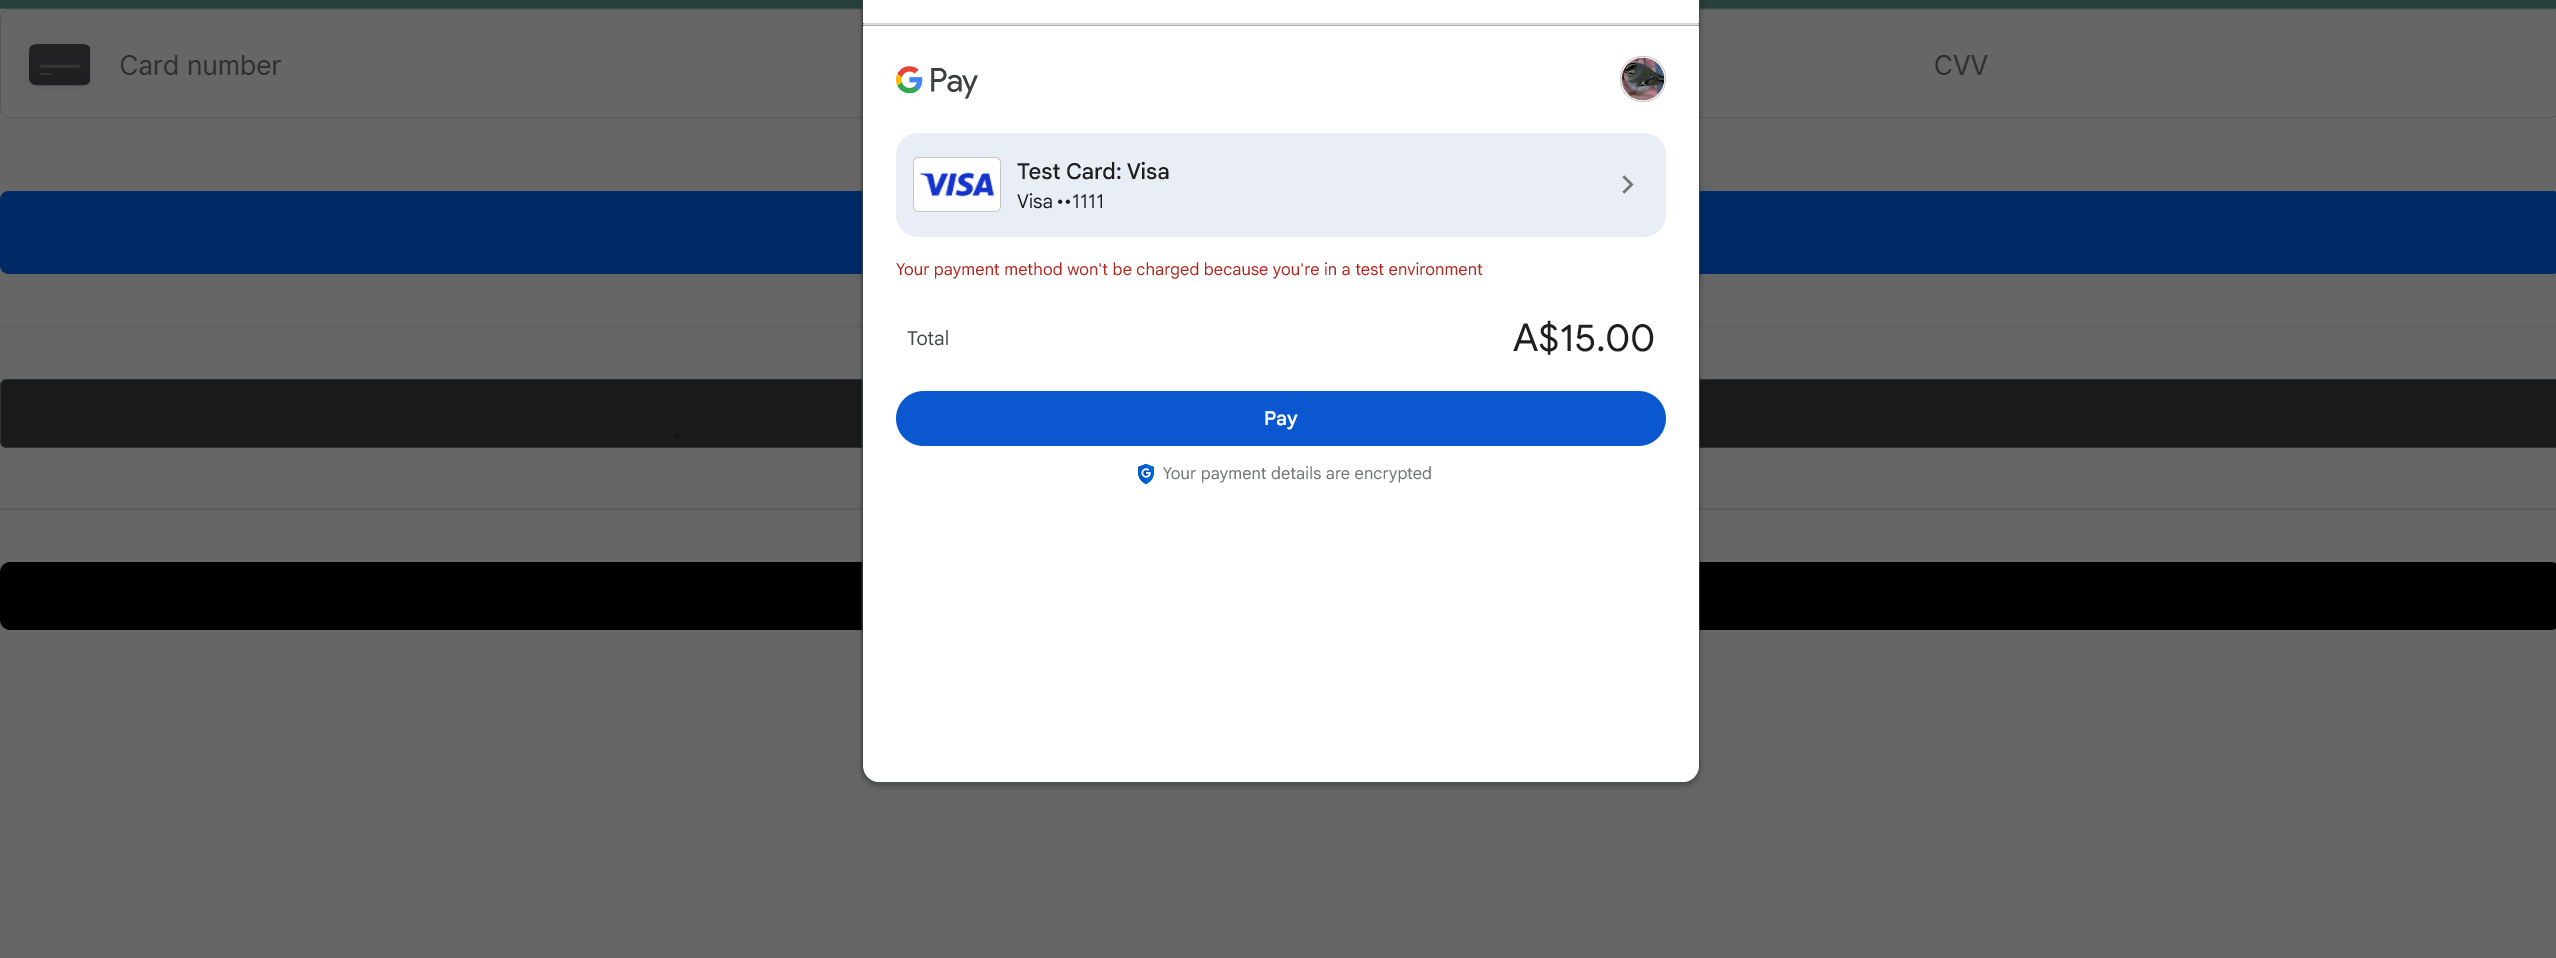 Card number
CVV
G Pay
VISA
Test Card: Visa
Visa ••1111
Your payment method won't be charged because you're in a test environment
Total
A$15.00
Pay
Your payment details are encrypted